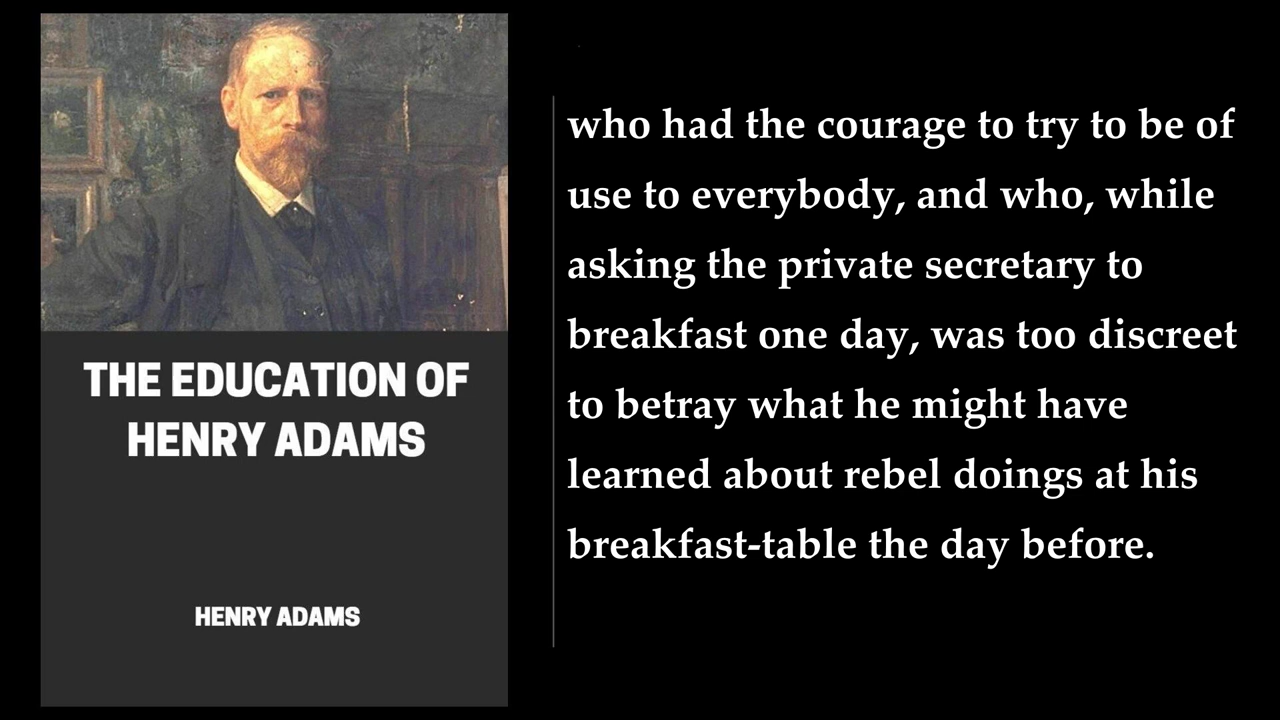 THE EDUCATION OF
HENRY ADAMS
HENRY ADAMS
who had the courage to try to be of
use to everybody, and who, while
asking the private secretary to
breakfast one day, was too discreet
to betray what he might have
learned about rebel doings at his
breakfast-table the day before.